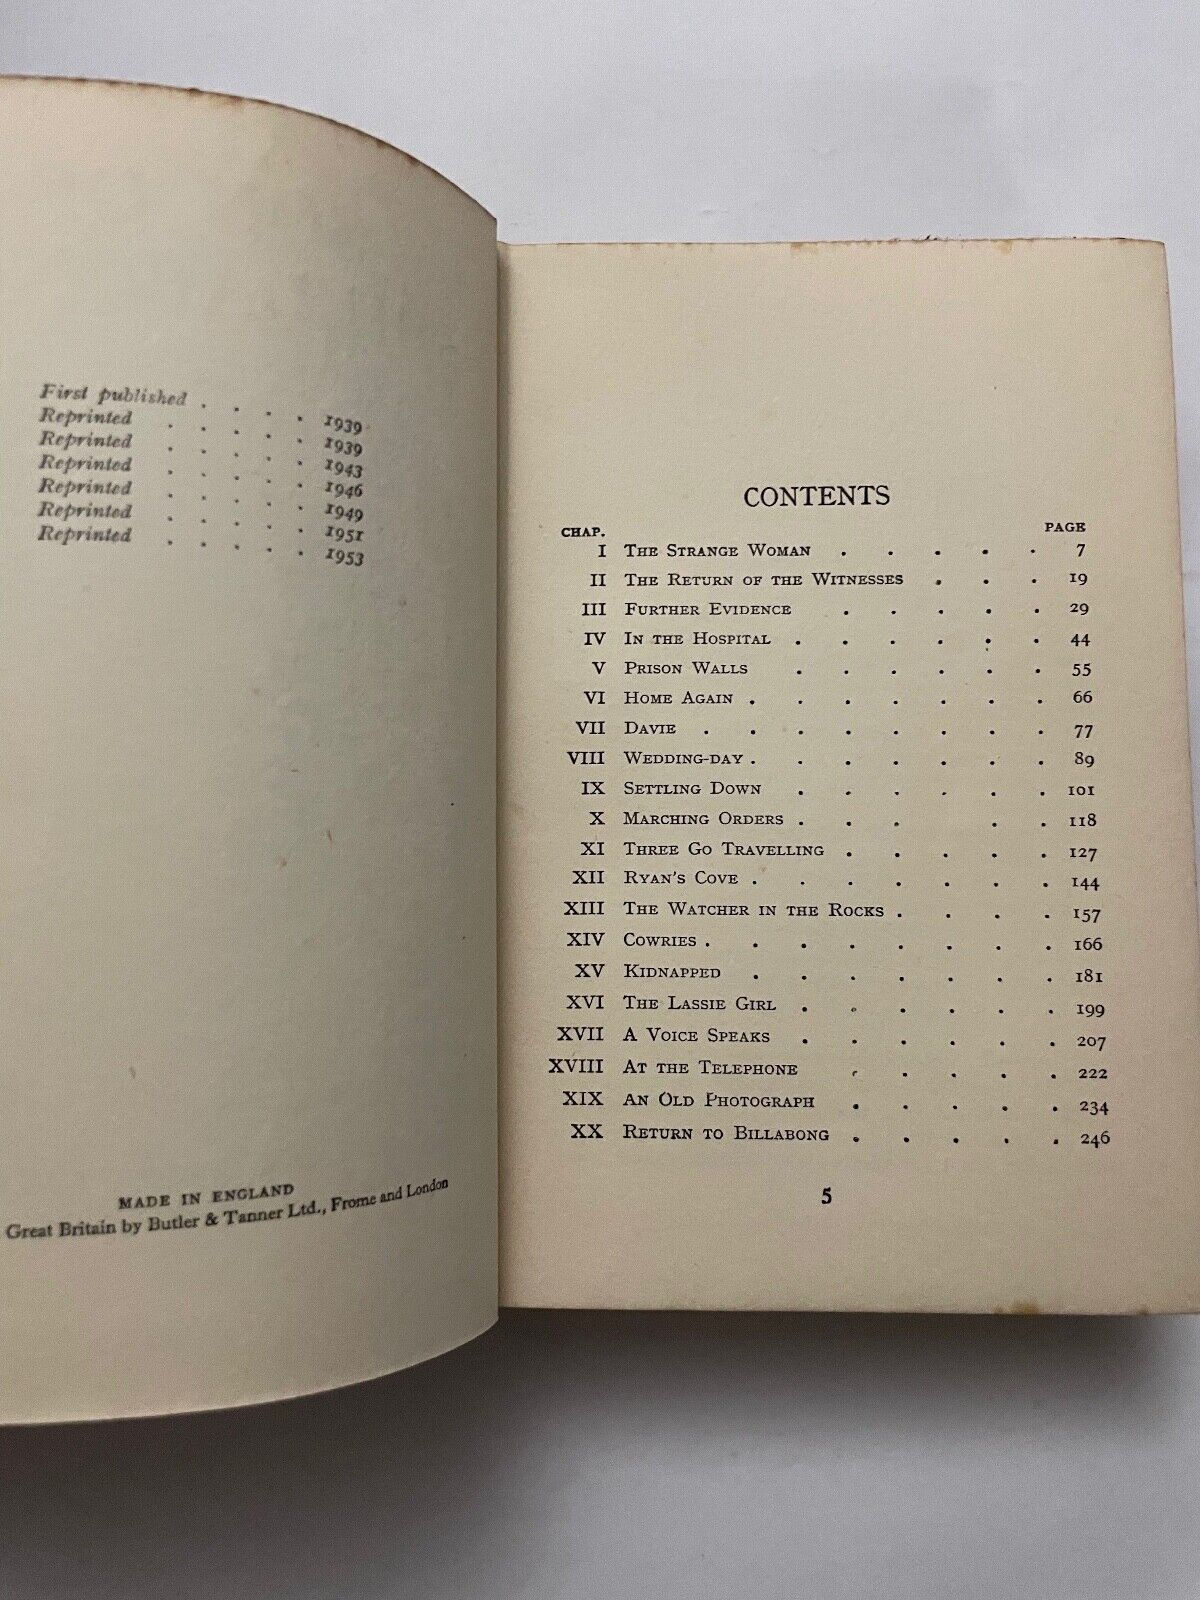 First published . . . . 1939
Reprinted . . . . . 1939
Reprinted . . . . . 1943
Reprinted . . . . . 1946
Reprinted . . . . . 1949
Reprinted . . . . . 1951
Reprinted . . . . . 1953
MADE IN ENGLAND
Great Britain by Butler & Tanner Ltd., Frome and London
CONTENTS
CHAP. PAGE
I THE STRANGE WOMAN . . . . . 7
II THE RETURN OF THE WITNESSES . . . 19
III FURTHER EVIDENCE . . . . . 29
IV IN THE HOSPITAL . . . . . . 44
V PRISON WALLS . . . . . . 55
VI HOME AGAIN . . . . . . . 66
VII DAVIE . . . . . . . . 77
VIII WEDDING-DAY . . . . . . . 89
IX SETTLING DOWN . . . . . . 101
X MARCHING ORDERS . . . . . 118
XI THREE GO TRAVELLING . . . . . 127
XII RYAN'S COVE . . . . . . . 144
XIII THE WATCHER IN THE ROCKS . . . . 157
XIV COWRIES . . . . . . . . 166
XV KIDNAPPED . . . . . . . 181
XVI THE LASSIE GIRL . . . . . . 199
XVII A VOICE SPEAKS . . . . . . 207
XVIII AT THE TELEPHONE . . . . . 222
XIX AN OLD PHOTOGRAPH . . . . . 234
XX RETURN TO BILLABONG . . . . . 246
5